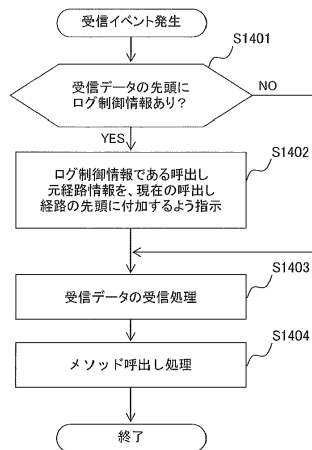 受信イベント発生
S1401
受信データの先頭に
ログ制御情報あり？
NO
YES
S1402
ログ制御情報である呼出し
元経路情報を、現在の呼出し
経路の先頭に付加するよう指示
S1403
受信データの受信処理
S1404
メソッド呼出し処理
終了